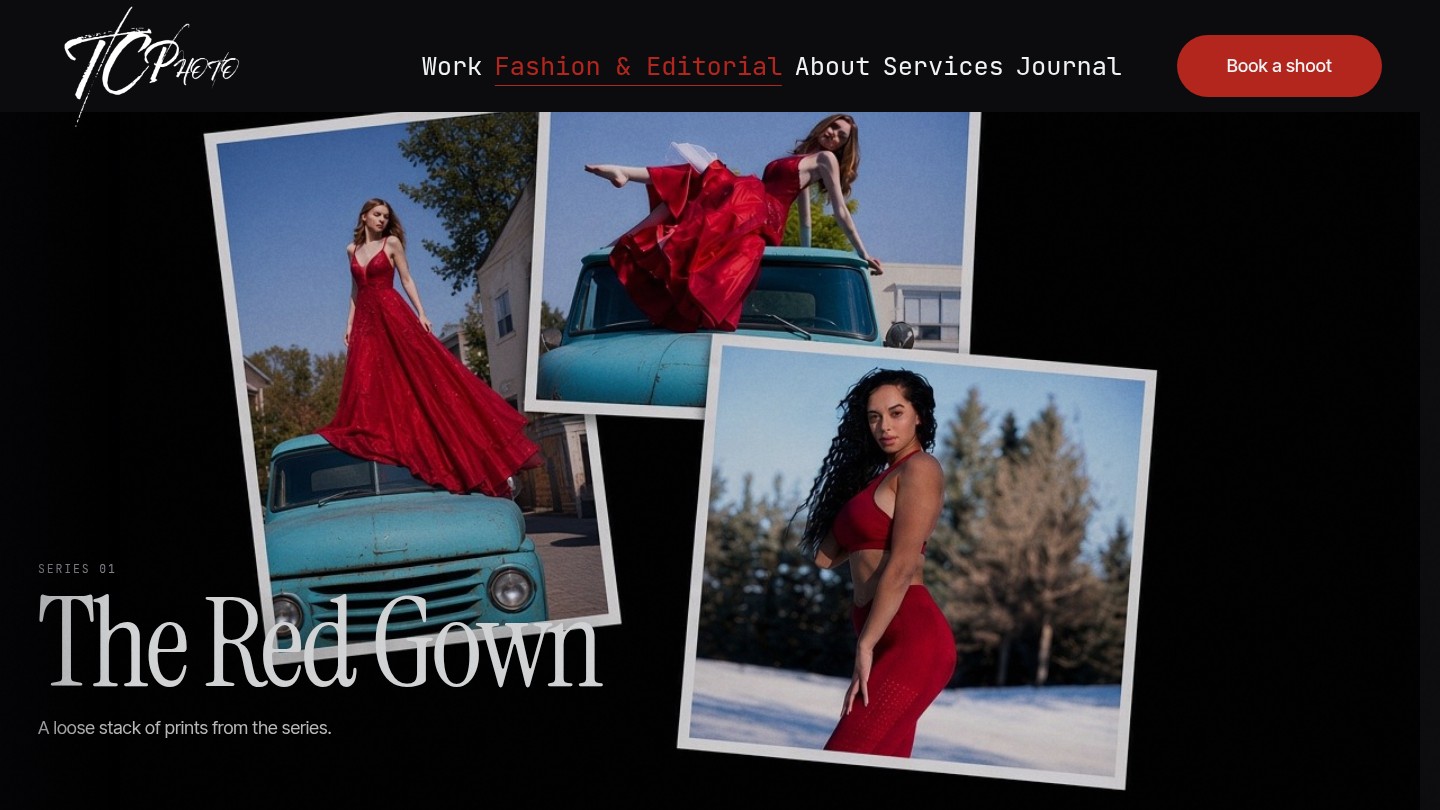 TCPHOTO
Work Fashion & Editorial About Services Journal Book a shoot
SERIES 01
The Red Gown
A loose stack of prints from the series.